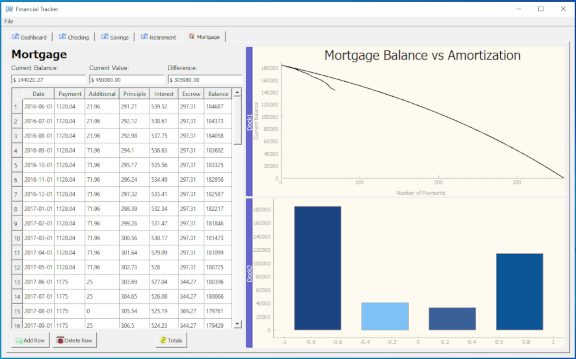 Financial Tracker
File
Dashboard Checking Savings Retirement Mortgage
Mortgage
Current Balance: Current Value: Difference:
$ 144020.27 $ 450000.00 $ 305980.00
Date Payment Additional Principle Interest Escrow Balance
1 2016-06-01 1128.04 21.96 291.21 539.52 297.31 184687
2 2016-07-01 1128.04 21.96 292.12 538.61 297.31 184373
3 2016-08-01 1128.04 21.96 292.98 537.75 297.31 184058
4 2016-09-01 1128.04 71.96 294.1 536.63 297.31 183692
5 2016-10-01 1128.04 71.96 295.17 535.56 297.31 183325
6 2016-11-01 1128.04 71.96 296.24 534.49 297.31 182956
7 2016-12-01 1128.04 71.96 297.32 533.41 297.31 182587
8 2017-01-01 1128.04 71.96 298.39 532.34 297.31 182217
9 2017-02-01 1128.04 71.96 299.26 531.47 297.31 181846
10 2017-03-01 1128.04 71.96 300.56 530.17 297.31 181473
11 2017-04-01 1128.04 71.96 301.64 529.09 297.31 181099
12 2017-05-01 1128.04 71.96 302.73 528 297.31 180725
13 2017-06-01 1175 25 303.69 527.04 344.27 180396
14 2017-07-01 1175 25 304.65 526.08 344.27 180066
15 2017-07-01 1175 0 305.54 525.19 369.27 179761
16 2017-09-01 1175 25 306.5 524.23 344.27 179429
Add Row Delete Row Totals
Dock1
Mortgage Balance vs Amortization
Current Balance
180000
160000
140000
120000
100000
80000
60000
40000
20000
0
0 100 200 300
Number of Payments
Dock2
180000
160000
140000
120000
100000
80000
60000
40000
20000
0
-1 -0.8 -0.6 -0.4 -0.2 0 0.2 0.4 0.6 0.8 1